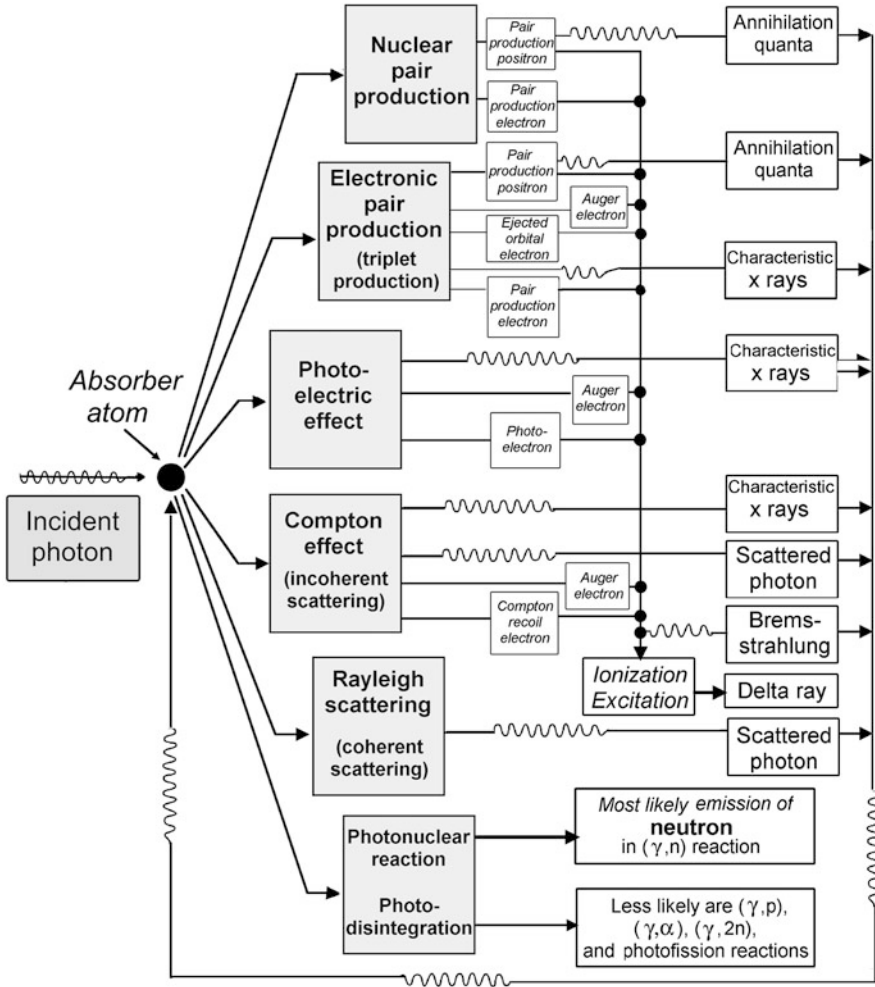 Nuclear
pair
production
Pair
production
positron
Pair
production
electron
Annihilation
quanta
Electronic
pair
production
(triplet
production)
Pair
production
positron
Auger
electron
Ejected
orbital
electron
Pair
production
electron
Annihilation
quanta
Characteristic
x rays
Absorber
atom
Incident
photon
Photo-
electric
effect
Auger
electron
Photo-
electron
Characteristic
x rays
Compton
effect
(incoherent
scattering)
Auger
electron
Compton
recoil
electron
Characteristic
x rays
Scattered
photon
Brems-
strahlung
Ionization
Excitation
Delta ray
Rayleigh
scattering
(coherent
scattering)
Scattered
photon
Photonuclear
reaction
Photo-
disintegration
Most likely emission of
neutron
in (γ,n) reaction
Less likely are (γ,p),
(γ,α), (γ,2n),
and photofission reactions